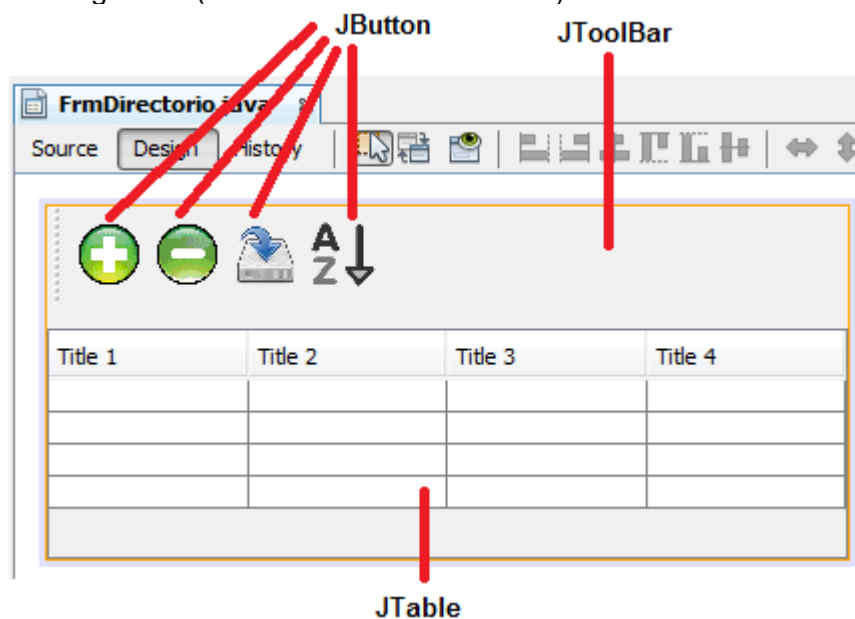 JButton
JToolBar
FrmDirectorio.java
Source Design History
A
Z
Title 1 Title 2 Title 3 Title 4
JTable